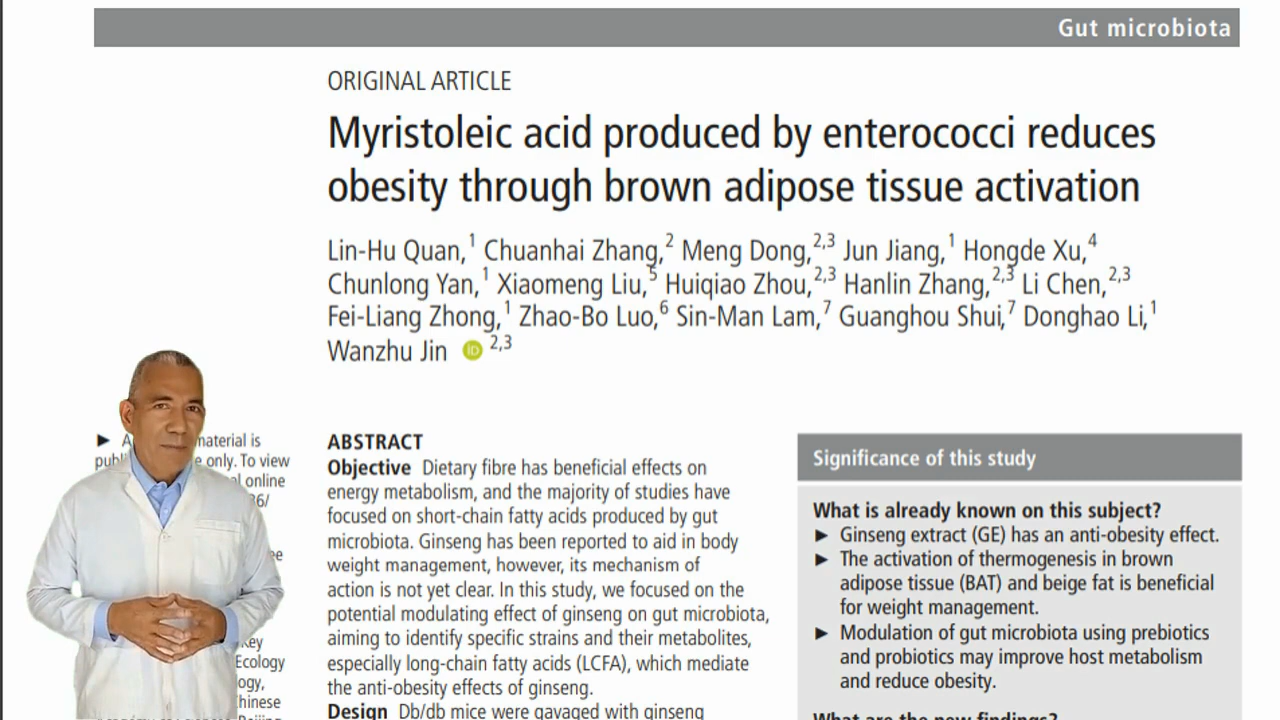 Gut microbiota
ORIGINAL ARTICLE
Myristoleic acid produced by enterococci reduces
obesity through brown adipose tissue activation
Lin-Hu Quan,1 Chuanhai Zhang,2 Meng Dong,2,3 Jun Jiang,1 Hongde Xu,4
Chunlong Yan,1 Xiaomeng Liu,5 Huiqiao Zhou,2,3 Hanlin Zhang,2,3 Li Chen,2,3
Fei-Liang Zhong,1 Zhao-Bo Luo,6 Sin-Man Lam,7 Guanghou Shui,7 Donghao Li,1
Wanzhu Jin iD 2,3
► material is
only. To view
online
ABSTRACT
Objective Dietary fibre has beneficial effects on
energy metabolism, and the majority of studies have
focused on short-chain fatty acids produced by gut
microbiota. Ginseng has been reported to aid in body
weight management, however, its mechanism of
action is not yet clear. In this study, we focused on the
potential modulating effect of ginseng on gut microbiota,
aiming to identify specific strains and their metabolites,
especially long-chain fatty acids (LCFA), which mediate
the anti-obesity effects of ginseng.
Design Db/db mice were gavaged with ginseng
Significance of this study
What is already known on this subject?
► Ginseng extract (GE) has an anti-obesity effect.
► The activation of thermogenesis in brown
adipose tissue (BAT) and beige fat is beneficial
for weight management.
► Modulation of gut microbiota using prebiotics
and probiotics may improve host metabolism
and reduce obesity.
What are the new findings?
Ecology